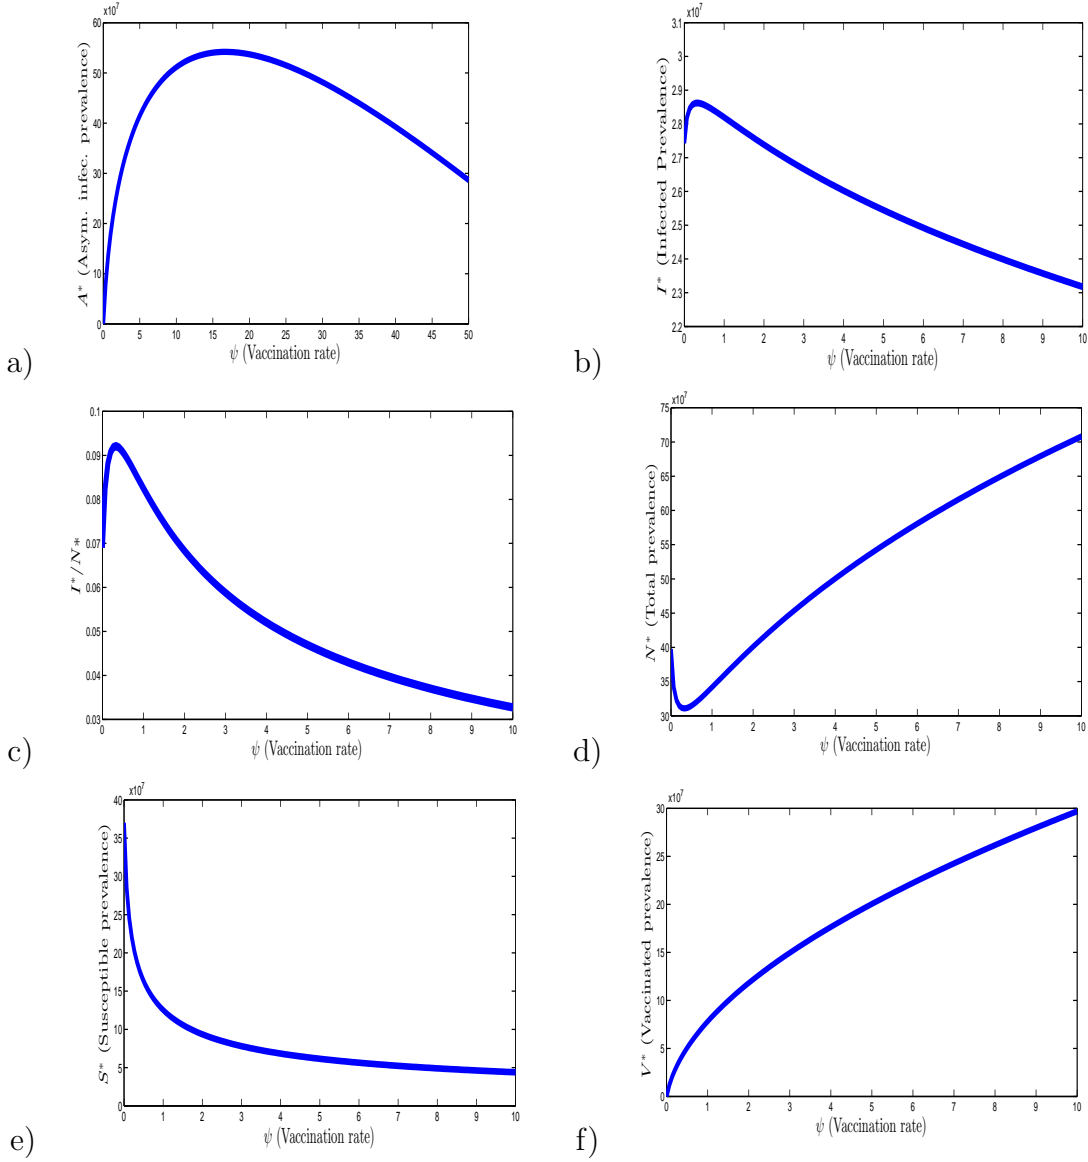 x10^7
60
50
40
30
20
10
0
A* (Asym. infec. prevalence)
0 5 10 15 20 25 30 35 40 45 50
ψ (Vaccination rate)
a)
x10^7
3.1
3
2.9
2.8
2.7
2.6
2.5
2.4
2.3
2.2
I* (Infected Prevalence)
0 1 2 3 4 5 6 7 8 9 10
ψ (Vaccination rate)
b)
0.1
0.09
0.08
0.07
0.06
0.05
0.04
0.03
I*/N*
0 1 2 3 4 5 6 7 8 9 10
ψ (Vaccination rate)
c)
x10^7
75
70
65
60
55
50
45
40
35
30
N* (Total prevalence)
0 1 2 3 4 5 6 7 8 9 10
ψ (Vaccination rate)
d)
x10^7
40
35
30
25
20
15
10
5
0
S* (Susceptible prevalence)
0 1 2 3 4 5 6 7 8 9 10
ψ (Vaccination rate)
e)
x10^7
30
25
20
15
10
5
0
V* (Vaccinated prevalence)
0 1 2 3 4 5 6 7 8 9 10
ψ (Vaccination rate)
f)